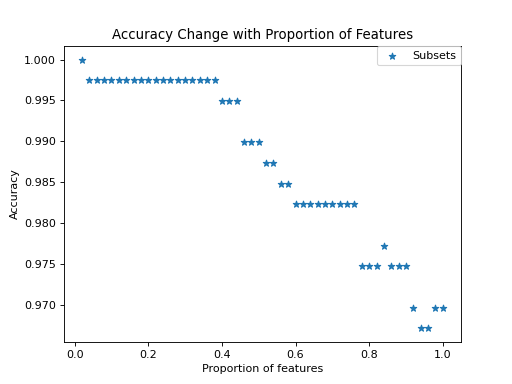 Accuracy Change with Proportion of Features
Subsets
1.000
0.995
0.990
0.985
0.980
0.975
0.970
Accuracy
0.0 0.2 0.4 0.6 0.8 1.0
Proportion of features